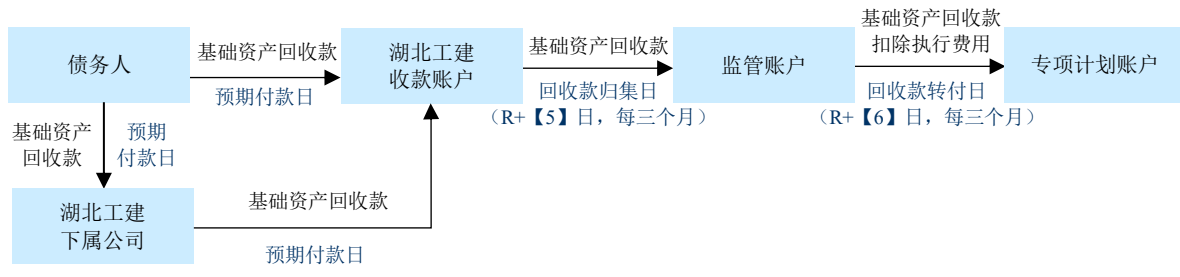 债务人
基础资产回收款
预期付款日
湖北工建
收款账户
基础资产回收款
回收款归集日
（R+【5】日，每三个月）
监管账户
基础资产回收款
扣除执行费用
回收款转付日
（R+【6】日，每三个月）
专项计划账户
基础资产
回收款
预期
付款日
湖北工建
下属公司
基础资产回收款
预期付款日